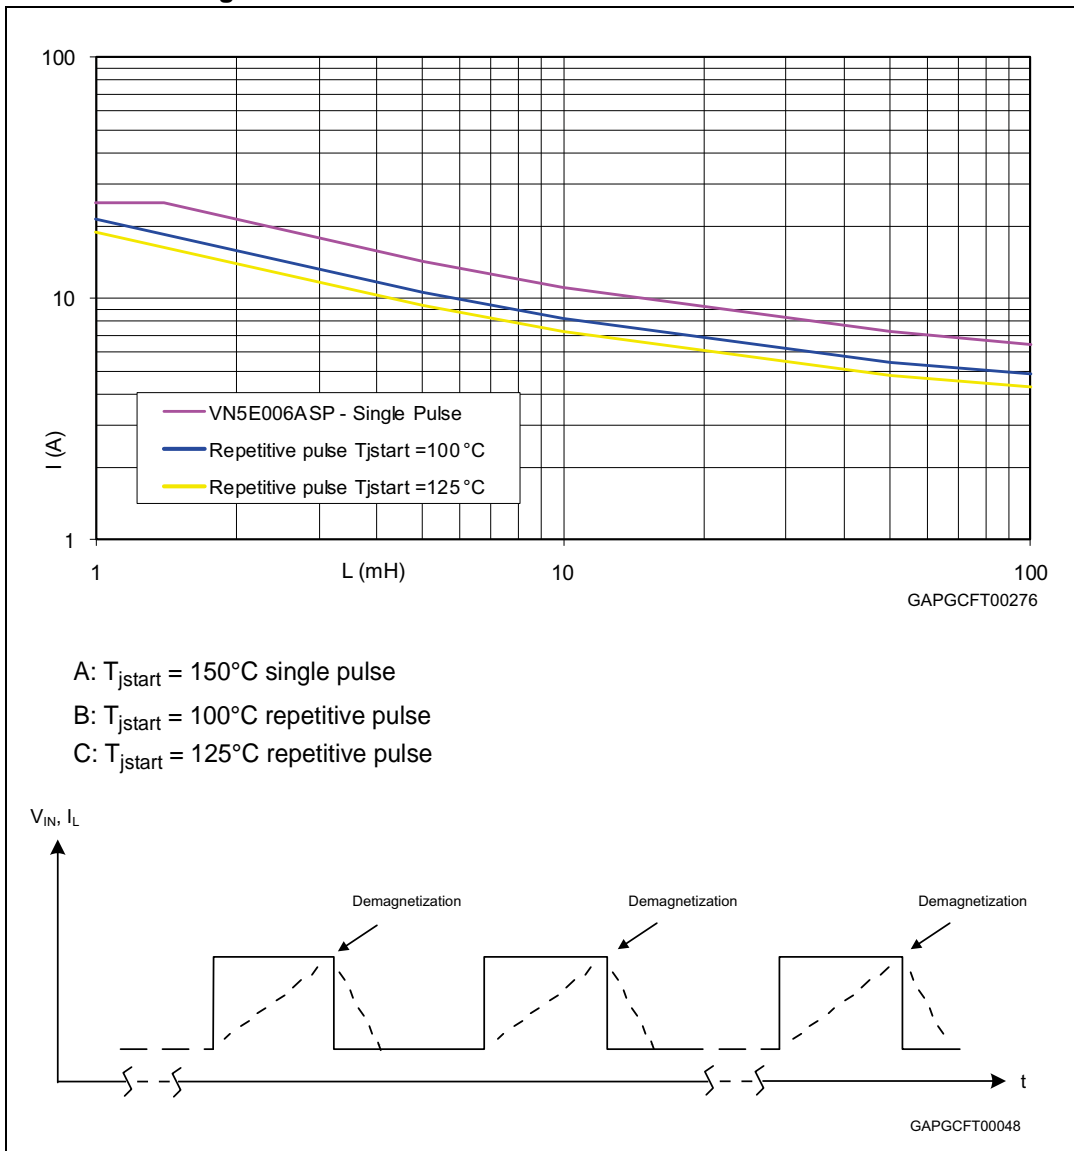 100
10
1
I (A)
VN5E006ASP - Single Pulse
Repetitive pulse Tjstart =100°C
Repetitive pulse Tjstart =125°C
1
L (mH)
10
100
GAPGCFT00276
A: Tjstart = 150°C single pulse
B: Tjstart = 100°C repetitive pulse
C: Tjstart = 125°C repetitive pulse
VIN, IL
Demagnetization
Demagnetization
Demagnetization
t
GAPGCFT00048